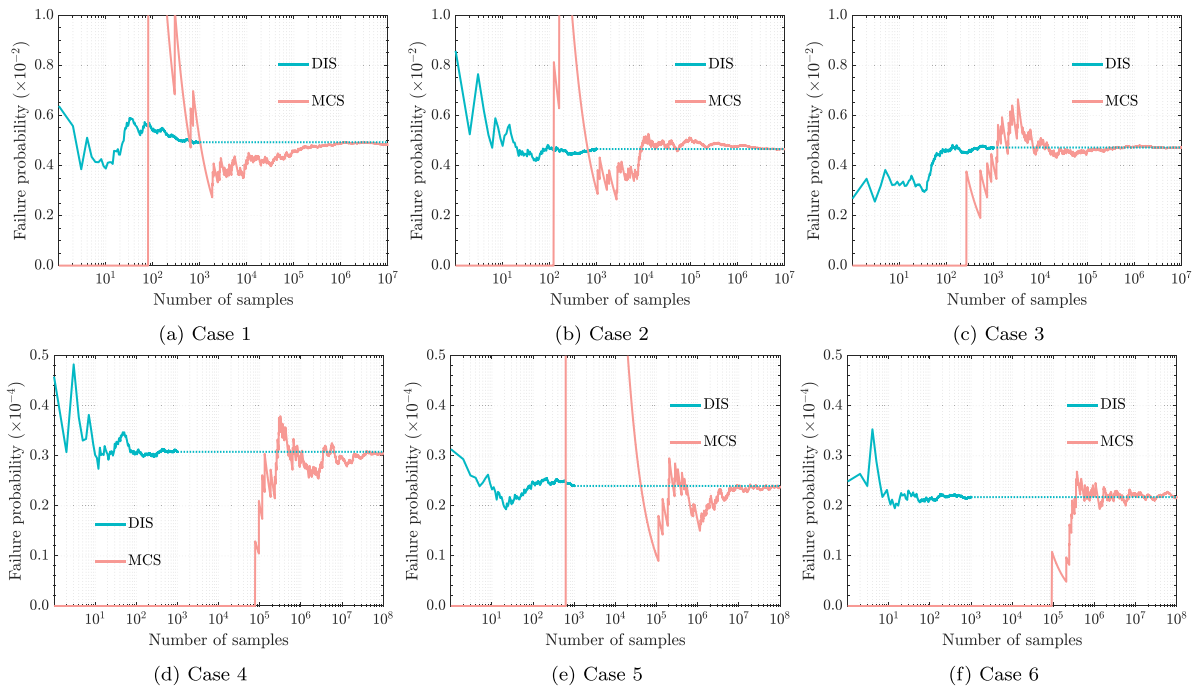 1.0
0.8
0.6
0.4
0.2
0.0
Failure probability (×10⁻²)
DIS
MCS
10¹ 10² 10³ 10⁴ 10⁵ 10⁶ 10⁷
Number of samples
(a) Case 1
1.0
0.8
0.6
0.4
0.2
0.0
Failure probability (×10⁻²)
DIS
MCS
10¹ 10² 10³ 10⁴ 10⁵ 10⁶ 10⁷
Number of samples
(b) Case 2
1.0
0.8
0.6
0.4
0.2
0.0
Failure probability (×10⁻²)
DIS
MCS
10¹ 10² 10³ 10⁴ 10⁵ 10⁶ 10⁷
Number of samples
(c) Case 3
0.5
0.4
0.3
0.2
0.1
0.0
Failure probability (×10⁻⁴)
DIS
MCS
10¹ 10² 10³ 10⁴ 10⁵ 10⁶ 10⁷ 10⁸
Number of samples
(d) Case 4
0.5
0.4
0.3
0.2
0.1
0.0
Failure probability (×10⁻⁴)
DIS
MCS
10¹ 10² 10³ 10⁴ 10⁵ 10⁶ 10⁷ 10⁸
Number of samples
(e) Case 5
0.5
0.4
0.3
0.2
0.1
0.0
Failure probability (×10⁻⁴)
DIS
MCS
10¹ 10² 10³ 10⁴ 10⁵ 10⁶ 10⁷ 10⁸
Number of samples
(f) Case 6